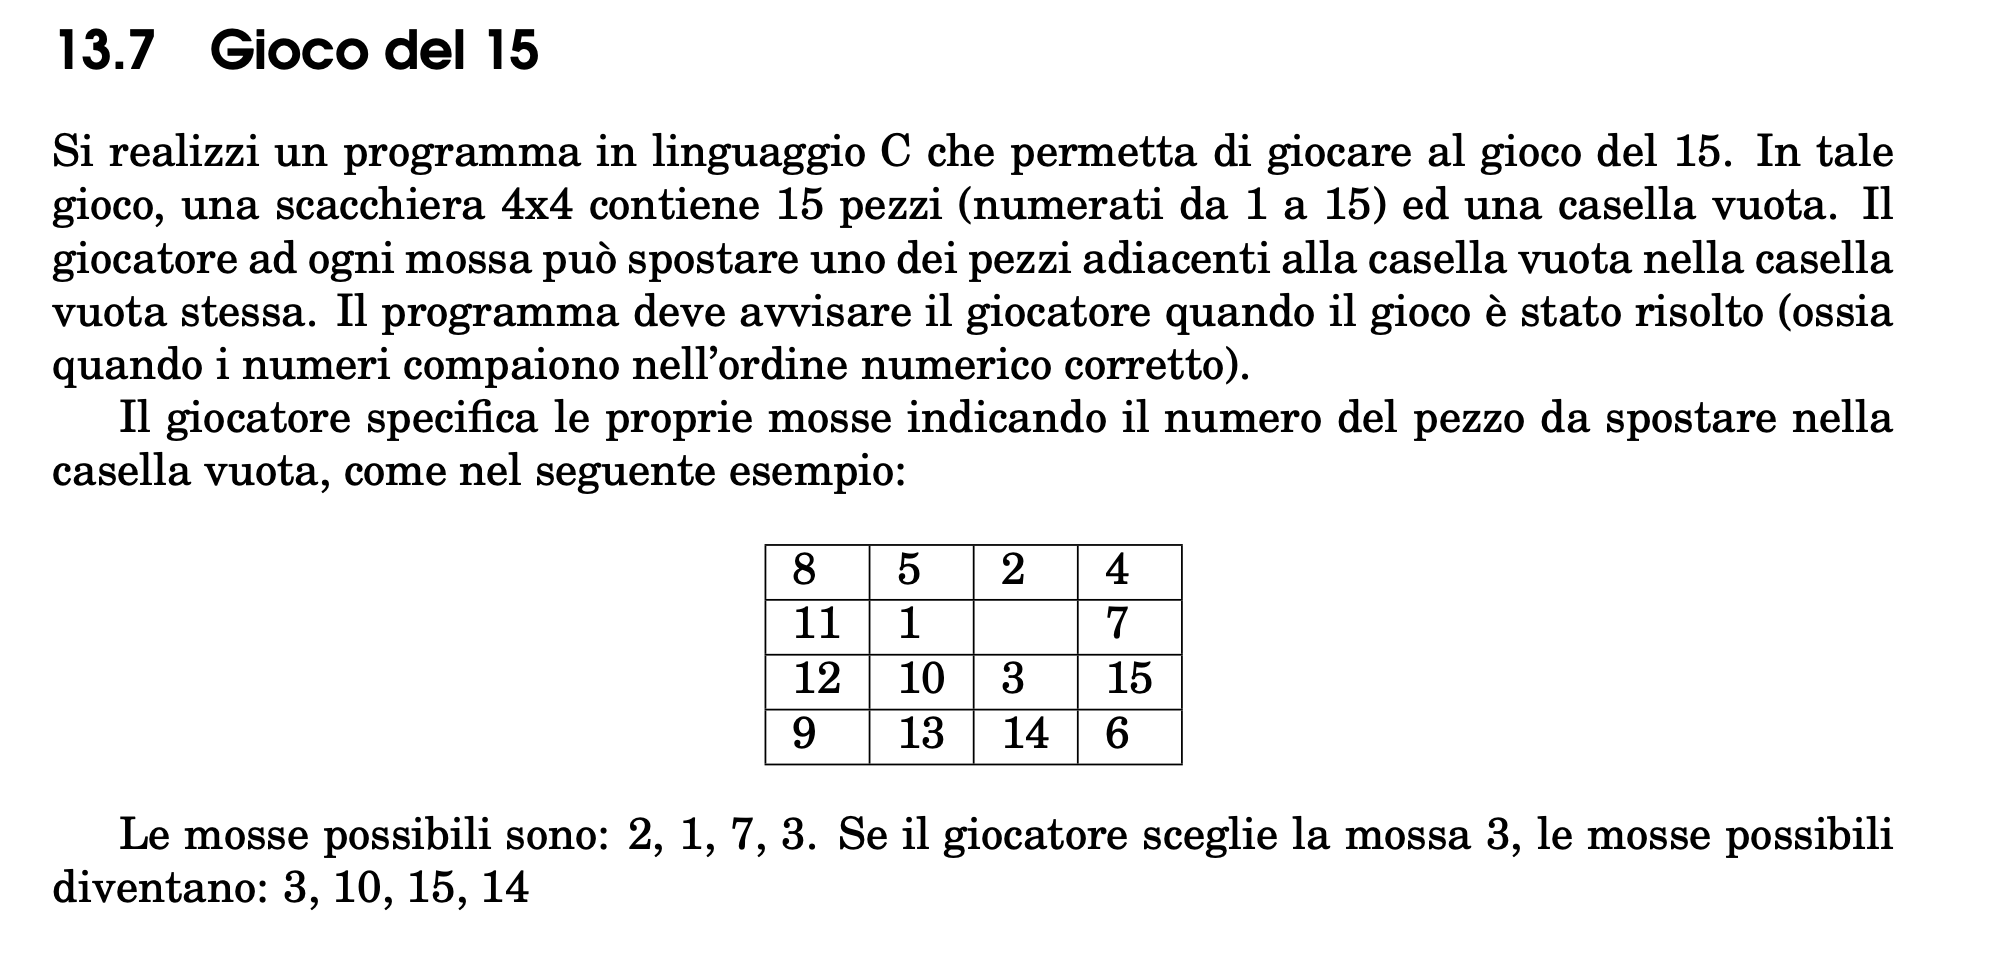 13.7 Gioco del 15
Si realizzi un programma in linguaggio C che permetta di giocare al gioco del 15. In tale
gioco, una scacchiera 4x4 contiene 15 pezzi (numerati da 1 a 15) ed una casella vuota. Il
giocatore ad ogni mossa può spostare uno dei pezzi adiacenti alla casella vuota nella casella
vuota stessa. Il programma deve avvisare il giocatore quando il gioco è stato risolto (ossia
quando i numeri compaiono nell'ordine numerico corretto).
Il giocatore specifica le proprie mosse indicando il numero del pezzo da spostare nella
casella vuota, come nel seguente esempio:
8 5 2 4
11 1 7
12 10 3 15
9 13 14 6
Le mosse possibili sono: 2, 1, 7, 3. Se il giocatore sceglie la mossa 3, le mosse possibili
diventano: 3, 10, 15, 14